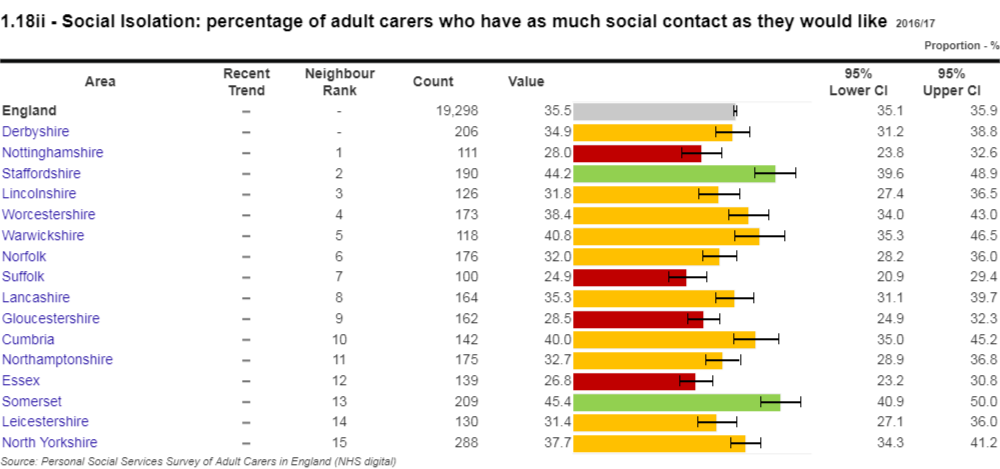 1.18ii - Social Isolation: percentage of adult carers who have as much social contact as they would like 2016/17
Proportion - %
Area Recent Trend Neighbour Rank Count Value 95% Lower CI 95% Upper CI
England – - 19,298 35.5 35.1 35.9
Derbyshire – - 206 34.9 31.2 38.8
Nottinghamshire – 1 111 28.0 23.8 32.6
Staffordshire – 2 190 44.2 39.6 48.9
Lincolnshire – 3 126 31.8 27.4 36.5
Worcestershire – 4 173 38.4 34.0 43.0
Warwickshire – 5 118 40.8 35.3 46.5
Norfolk – 6 176 32.0 28.2 36.0
Suffolk – 7 100 24.9 20.9 29.4
Lancashire – 8 164 35.3 31.1 39.7
Gloucestershire – 9 162 28.5 24.9 32.3
Cumbria – 10 142 40.0 35.0 45.2
Northamptonshire – 11 175 32.7 28.9 36.8
Essex – 12 139 26.8 23.2 30.8
Somerset – 13 209 45.4 40.9 50.0
Leicestershire – 14 130 31.4 27.1 36.0
North Yorkshire – 15 288 37.7 34.3 41.2
Source: Personal Social Services Survey of Adult Carers in England (NHS digital)